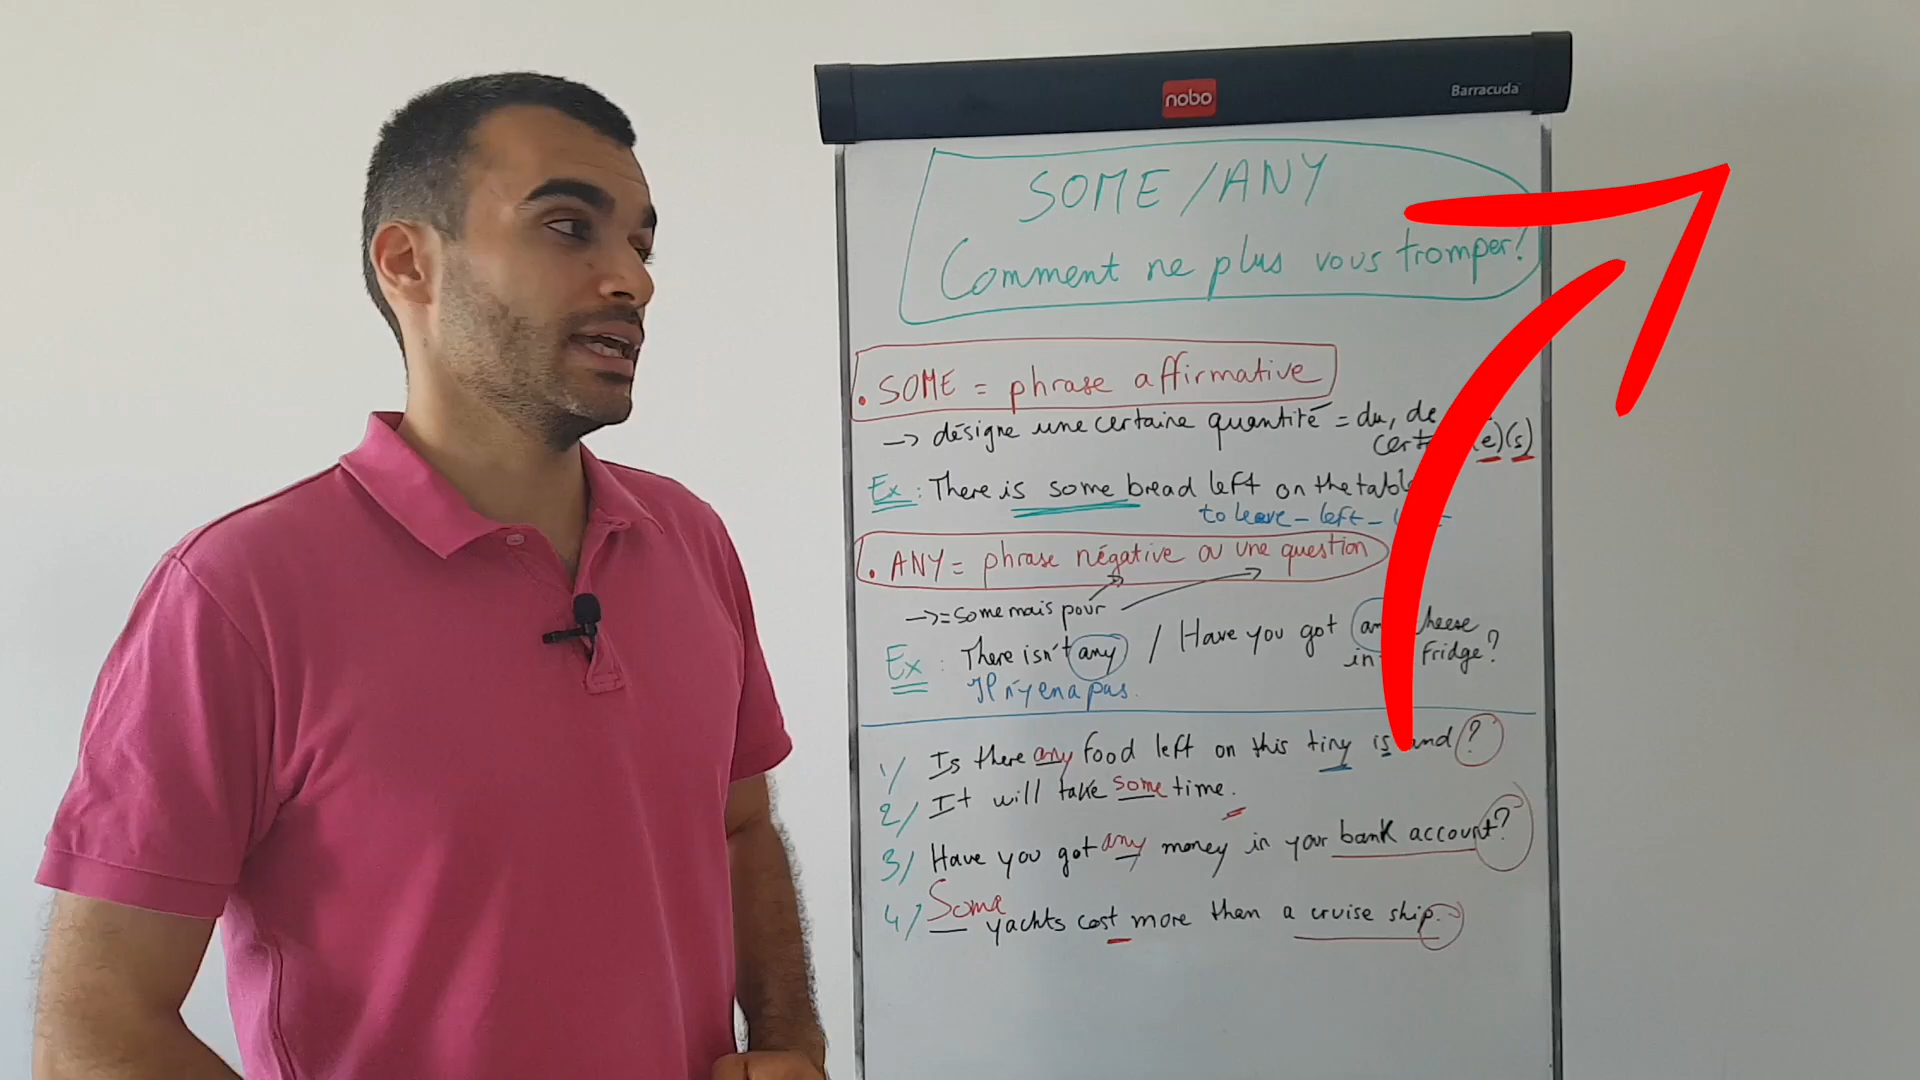 nobo
Barracuda
SOME / ANY
Comment ne plus vous tromper!
. SOME = phrase affirmative
→ désigne une certaine quantité = du, de
(e)(s)
Ex : There is some bread left on the
to leave - left -
. ANY = phrase négative ou une question
→ = Some mais pour
Ex : There isn't any / Have you got
in Fridge?
Il n'y en a pas.
1/ Is there any food left on this tiny ?
2/ It will take some time.
3/ Have you got any money in your bank account?
4/ Some yachts cost more than a cruise ship.